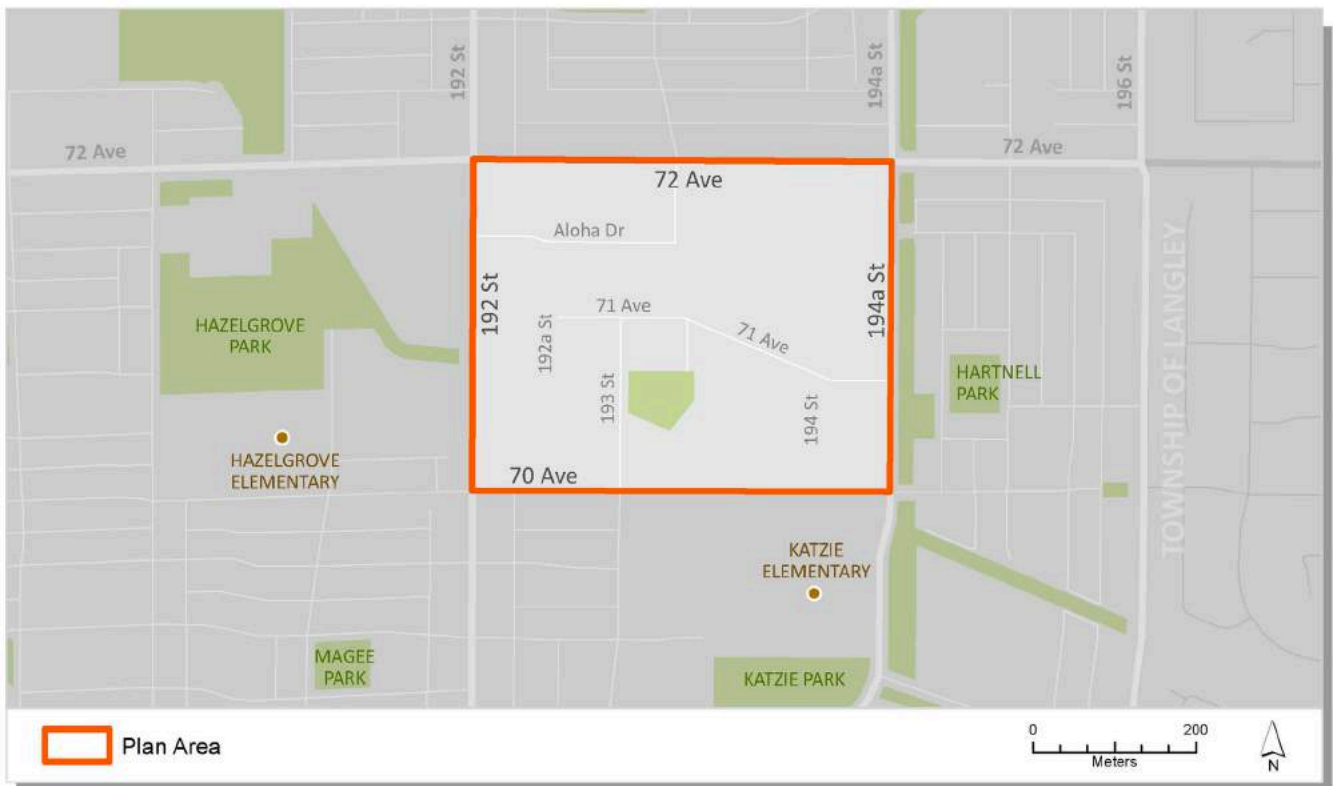 192 St
194a St
196 St
72 Ave
72 Ave
72 Ave
Aloha Dr
192 St
194a St
71 Ave
71 Ave
192a St
193 St
194 St
70 Ave
HAZELGROVE
PARK
HARTNELL
PARK
TOWNSHIP OF LANGLEY
HAZELGROVE
ELEMENTARY
KATZIE
ELEMENTARY
MAGEE
PARK
KATZIE PARK
Plan Area
0 200
Meters
N